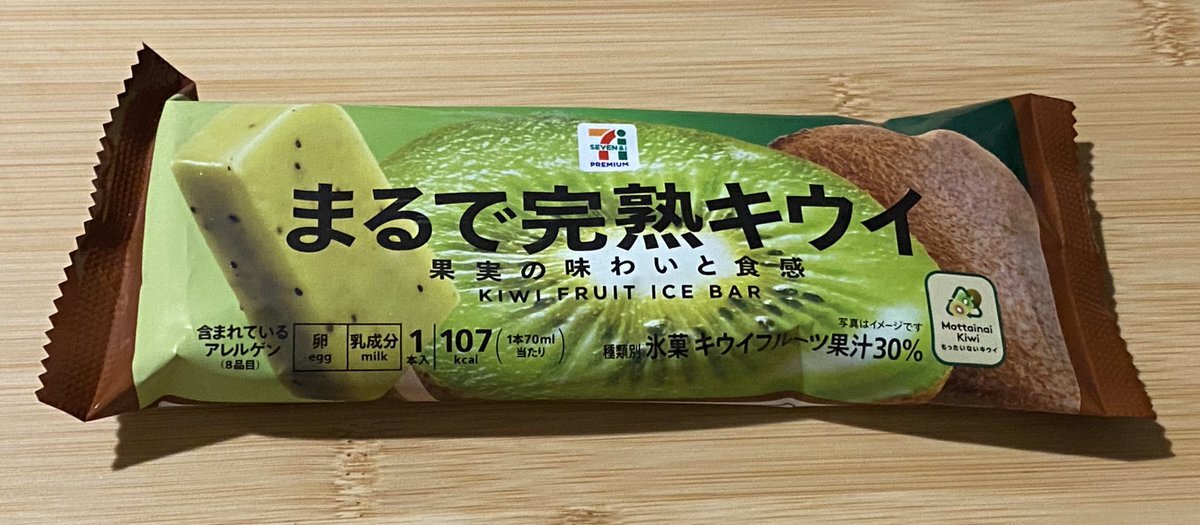 SEVEN & i
PREMIUM
まるで完熟キウイ
果実の味わいと食感
KIWI FRUIT ICE BAR
Mottainai
Kiwi
もったいないキウイ
写真はイメージです
含まれている
アレルゲン
(8品目)
卵
egg
乳成分
milk
1
本入
107
kcal
(1本70ml
当たり)
種類別 氷菓 キウイフルーツ果汁30%